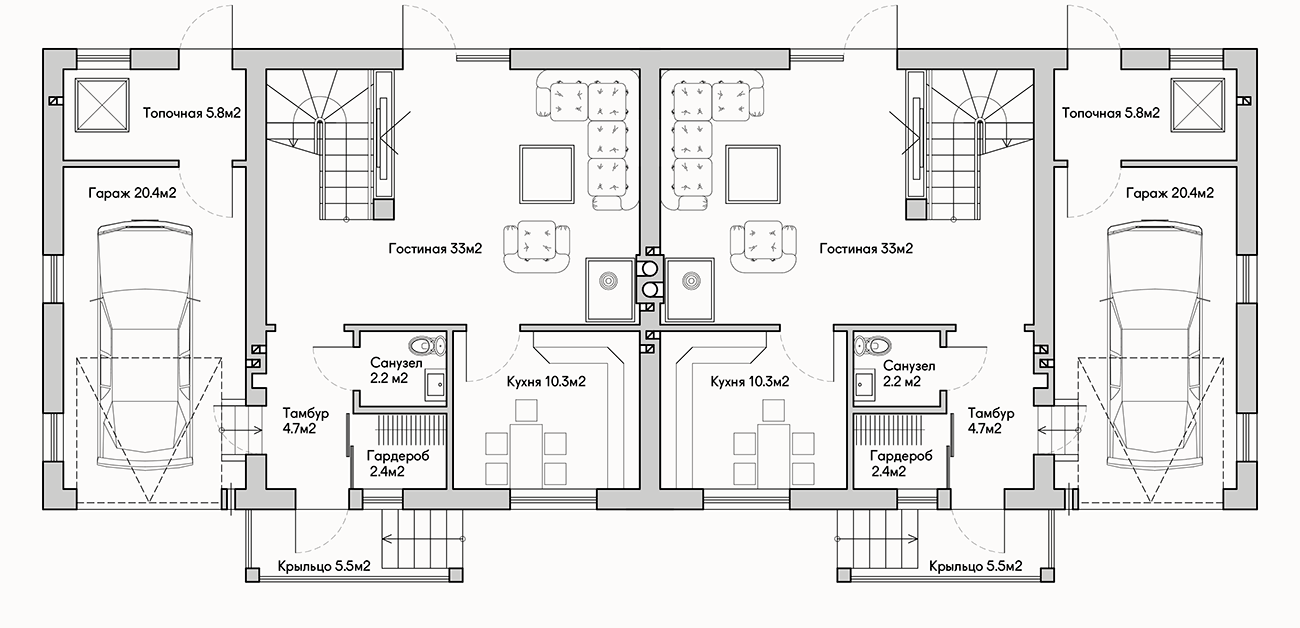 Топочная 5.8м2
Топочная 5.8м2
Гараж 20.4м2
Гараж 20.4м2
Гостиная 33м2
Гостиная 33м2
Санузел
2.2 м2
Кухня 10.3м2
Кухня 10.3м2
Санузел
2.2 м2
Тамбур
4.7м2
Гардероб
2.4м2
Гардероб
2.4м2
Тамбур
4.7м2
Крыльцо 5.5м2
Крыльцо 5.5м2